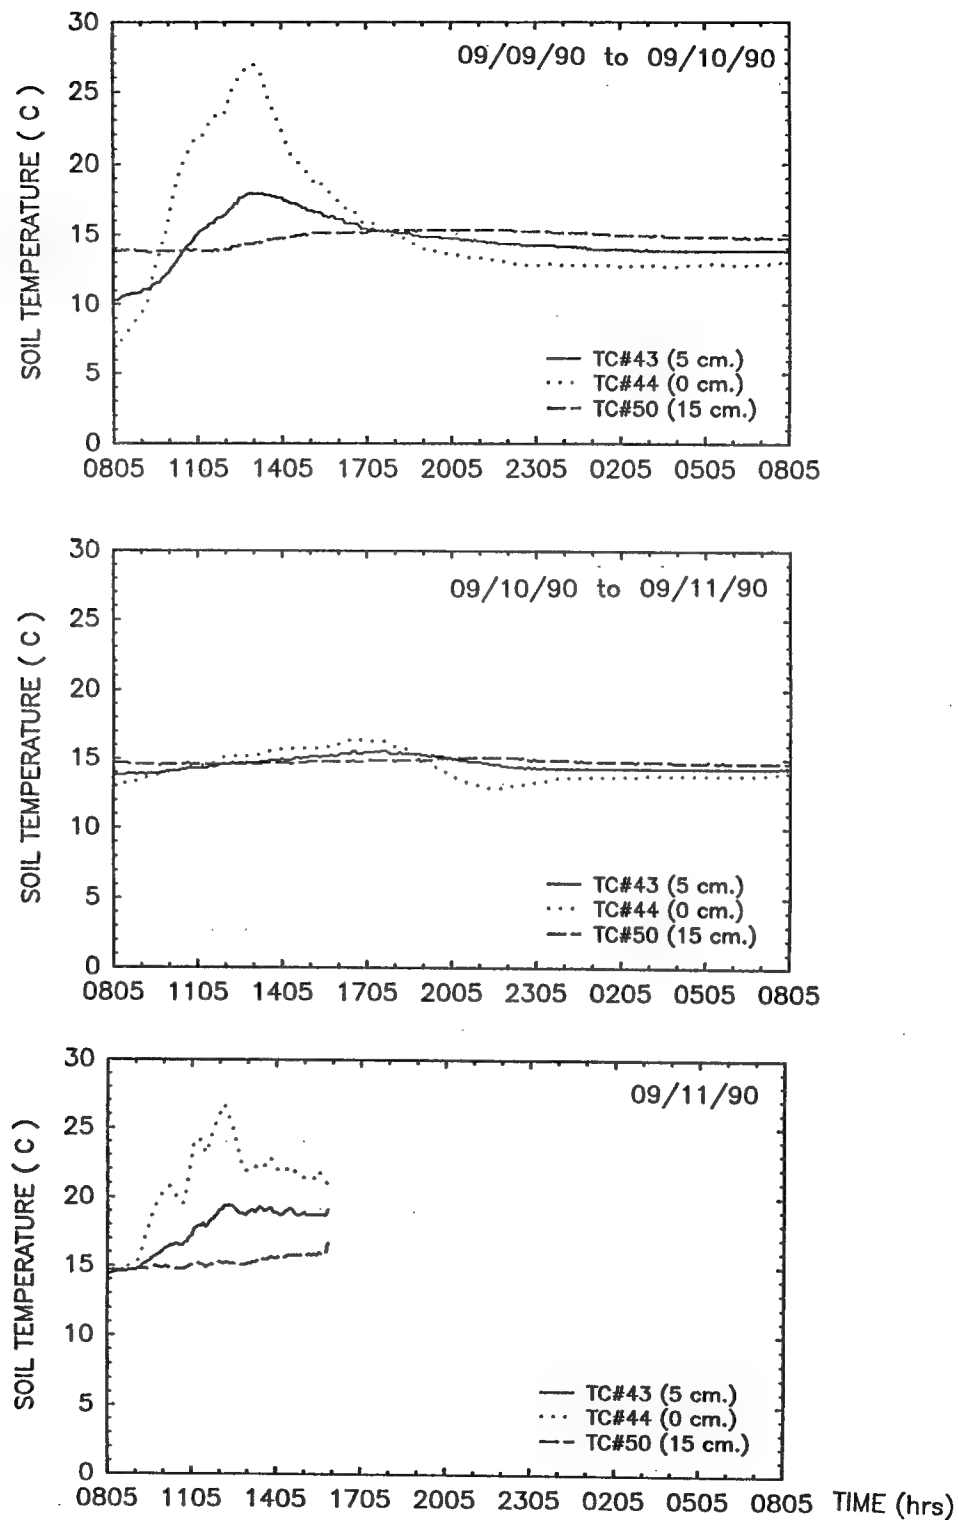 09/09/90 to 09/10/90
SOIL TEMPERATURE ( C )
30
25
20
15
10
5
0
TC#43 (5 cm.)
TC#44 (0 cm.)
TC#50 (15 cm.)
0805 1105 1405 1705 2005 2305 0205 0505 0805
09/10/90 to 09/11/90
SOIL TEMPERATURE ( C )
30
25
20
15
10
5
0
TC#43 (5 cm.)
TC#44 (0 cm.)
TC#50 (15 cm.)
0805 1105 1405 1705 2005 2305 0205 0505 0805
09/11/90
SOIL TEMPERATURE ( C )
30
25
20
15
10
5
0
TC#43 (5 cm.)
TC#44 (0 cm.)
TC#50 (15 cm.)
0805 1105 1405 1705 2005 2305 0205 0505 0805 TIME (hrs)